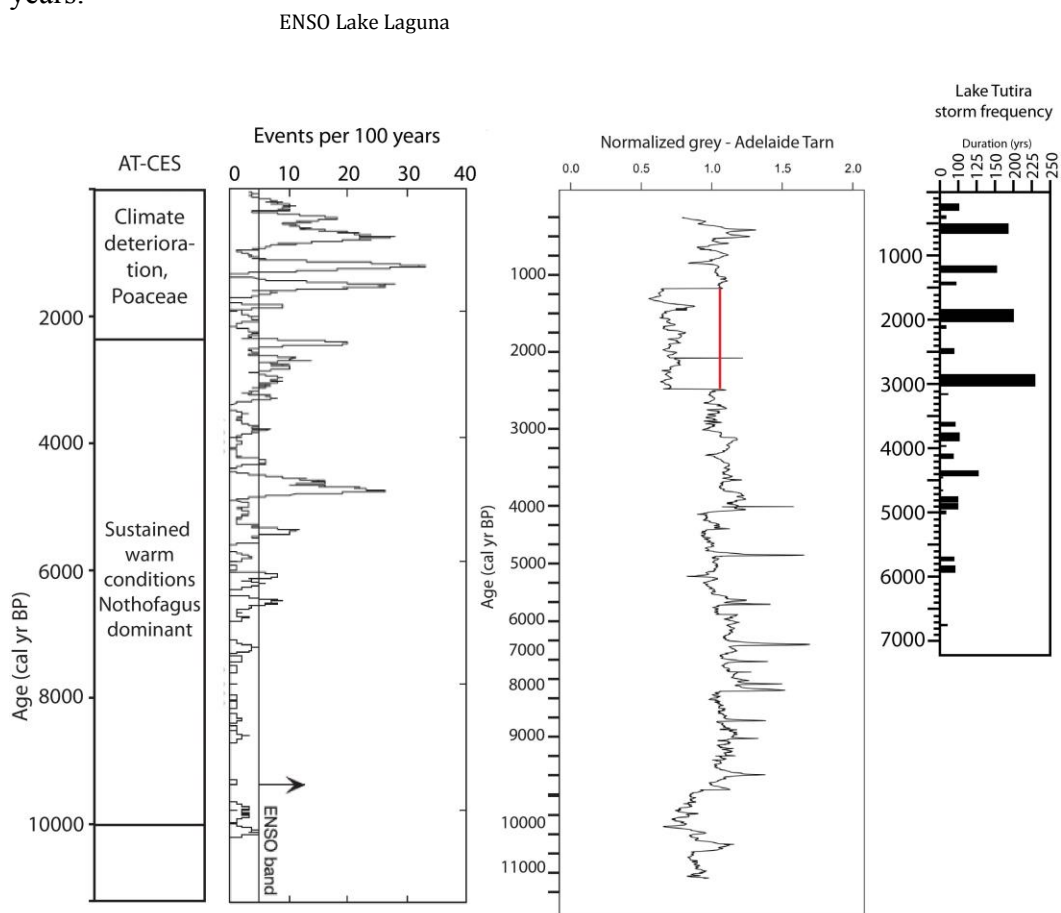 years.
ENSO Lake Laguna
AT-CES
Climate
deteriora-
tion,
Poaceae
Sustained
warm
conditions
Nothofagus
dominant
Age (cal yr BP)
2000
4000
6000
8000
10000
Events per 100 years
0 10 20 30 40
ENSO band
Normalized grey - Adelaide Tarn
0.0 0.5 1.0 1.5 2.0
Age (cal yr BP)
1000
2000
3000
4000
5000
6000
7000
8000
9000
10000
11000
Lake Tutira
storm frequency
Duration (yrs)
0 100 125 150 200 225 250
1000
2000
3000
4000
5000
6000
7000